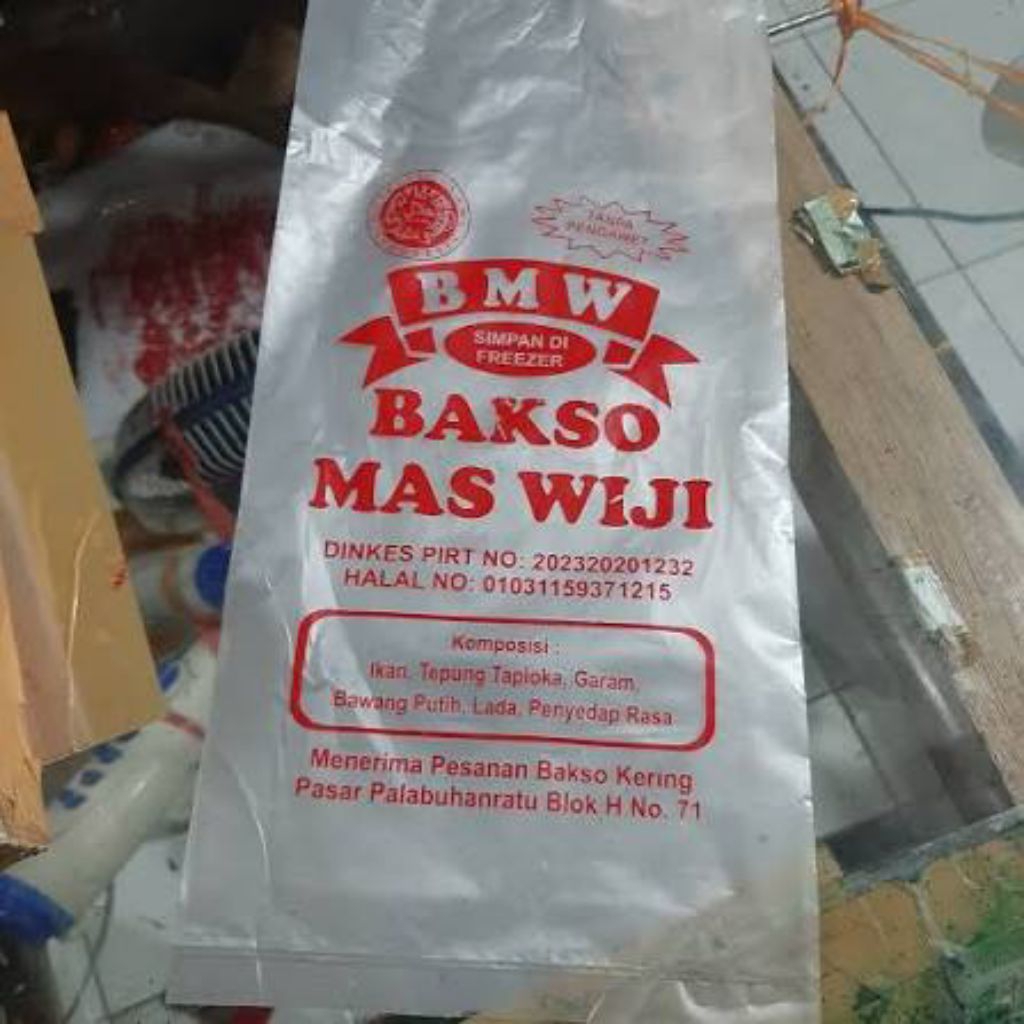 TANPA
PENGAWET
BMW
SIMPAN DI
FREEZER
BAKSO
MAS WIJI
DINKES PIRT NO: 202320201232
HALAL NO: 01031159371215
Komposisi :
Ikan, Tepung Tapioka, Garam,
Bawang Putih, Lada, Penyedap Rasa
Menerima Pesanan Bakso Kering
Pasar Palabuhanratu Blok H No. 71